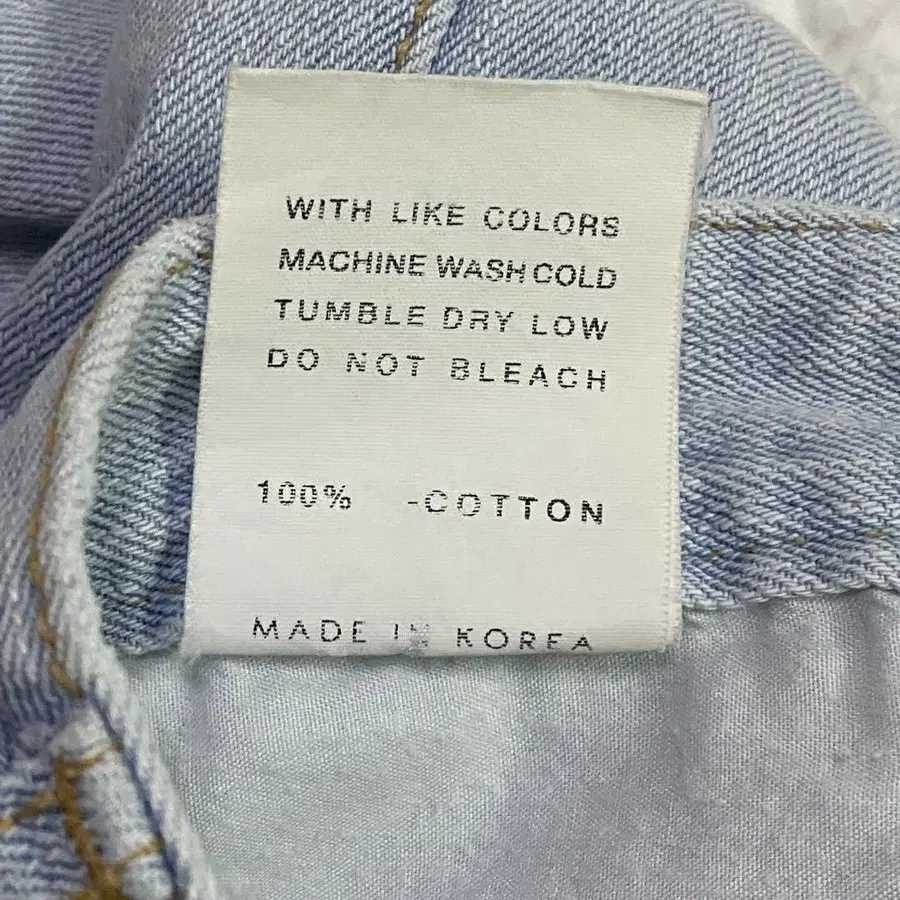 WITH LIKE COLORS
MACHINE WASH COLD
TUMBLE DRY LOW
DO NOT BLEACH
100% -COTTON
MADE IN KOREA